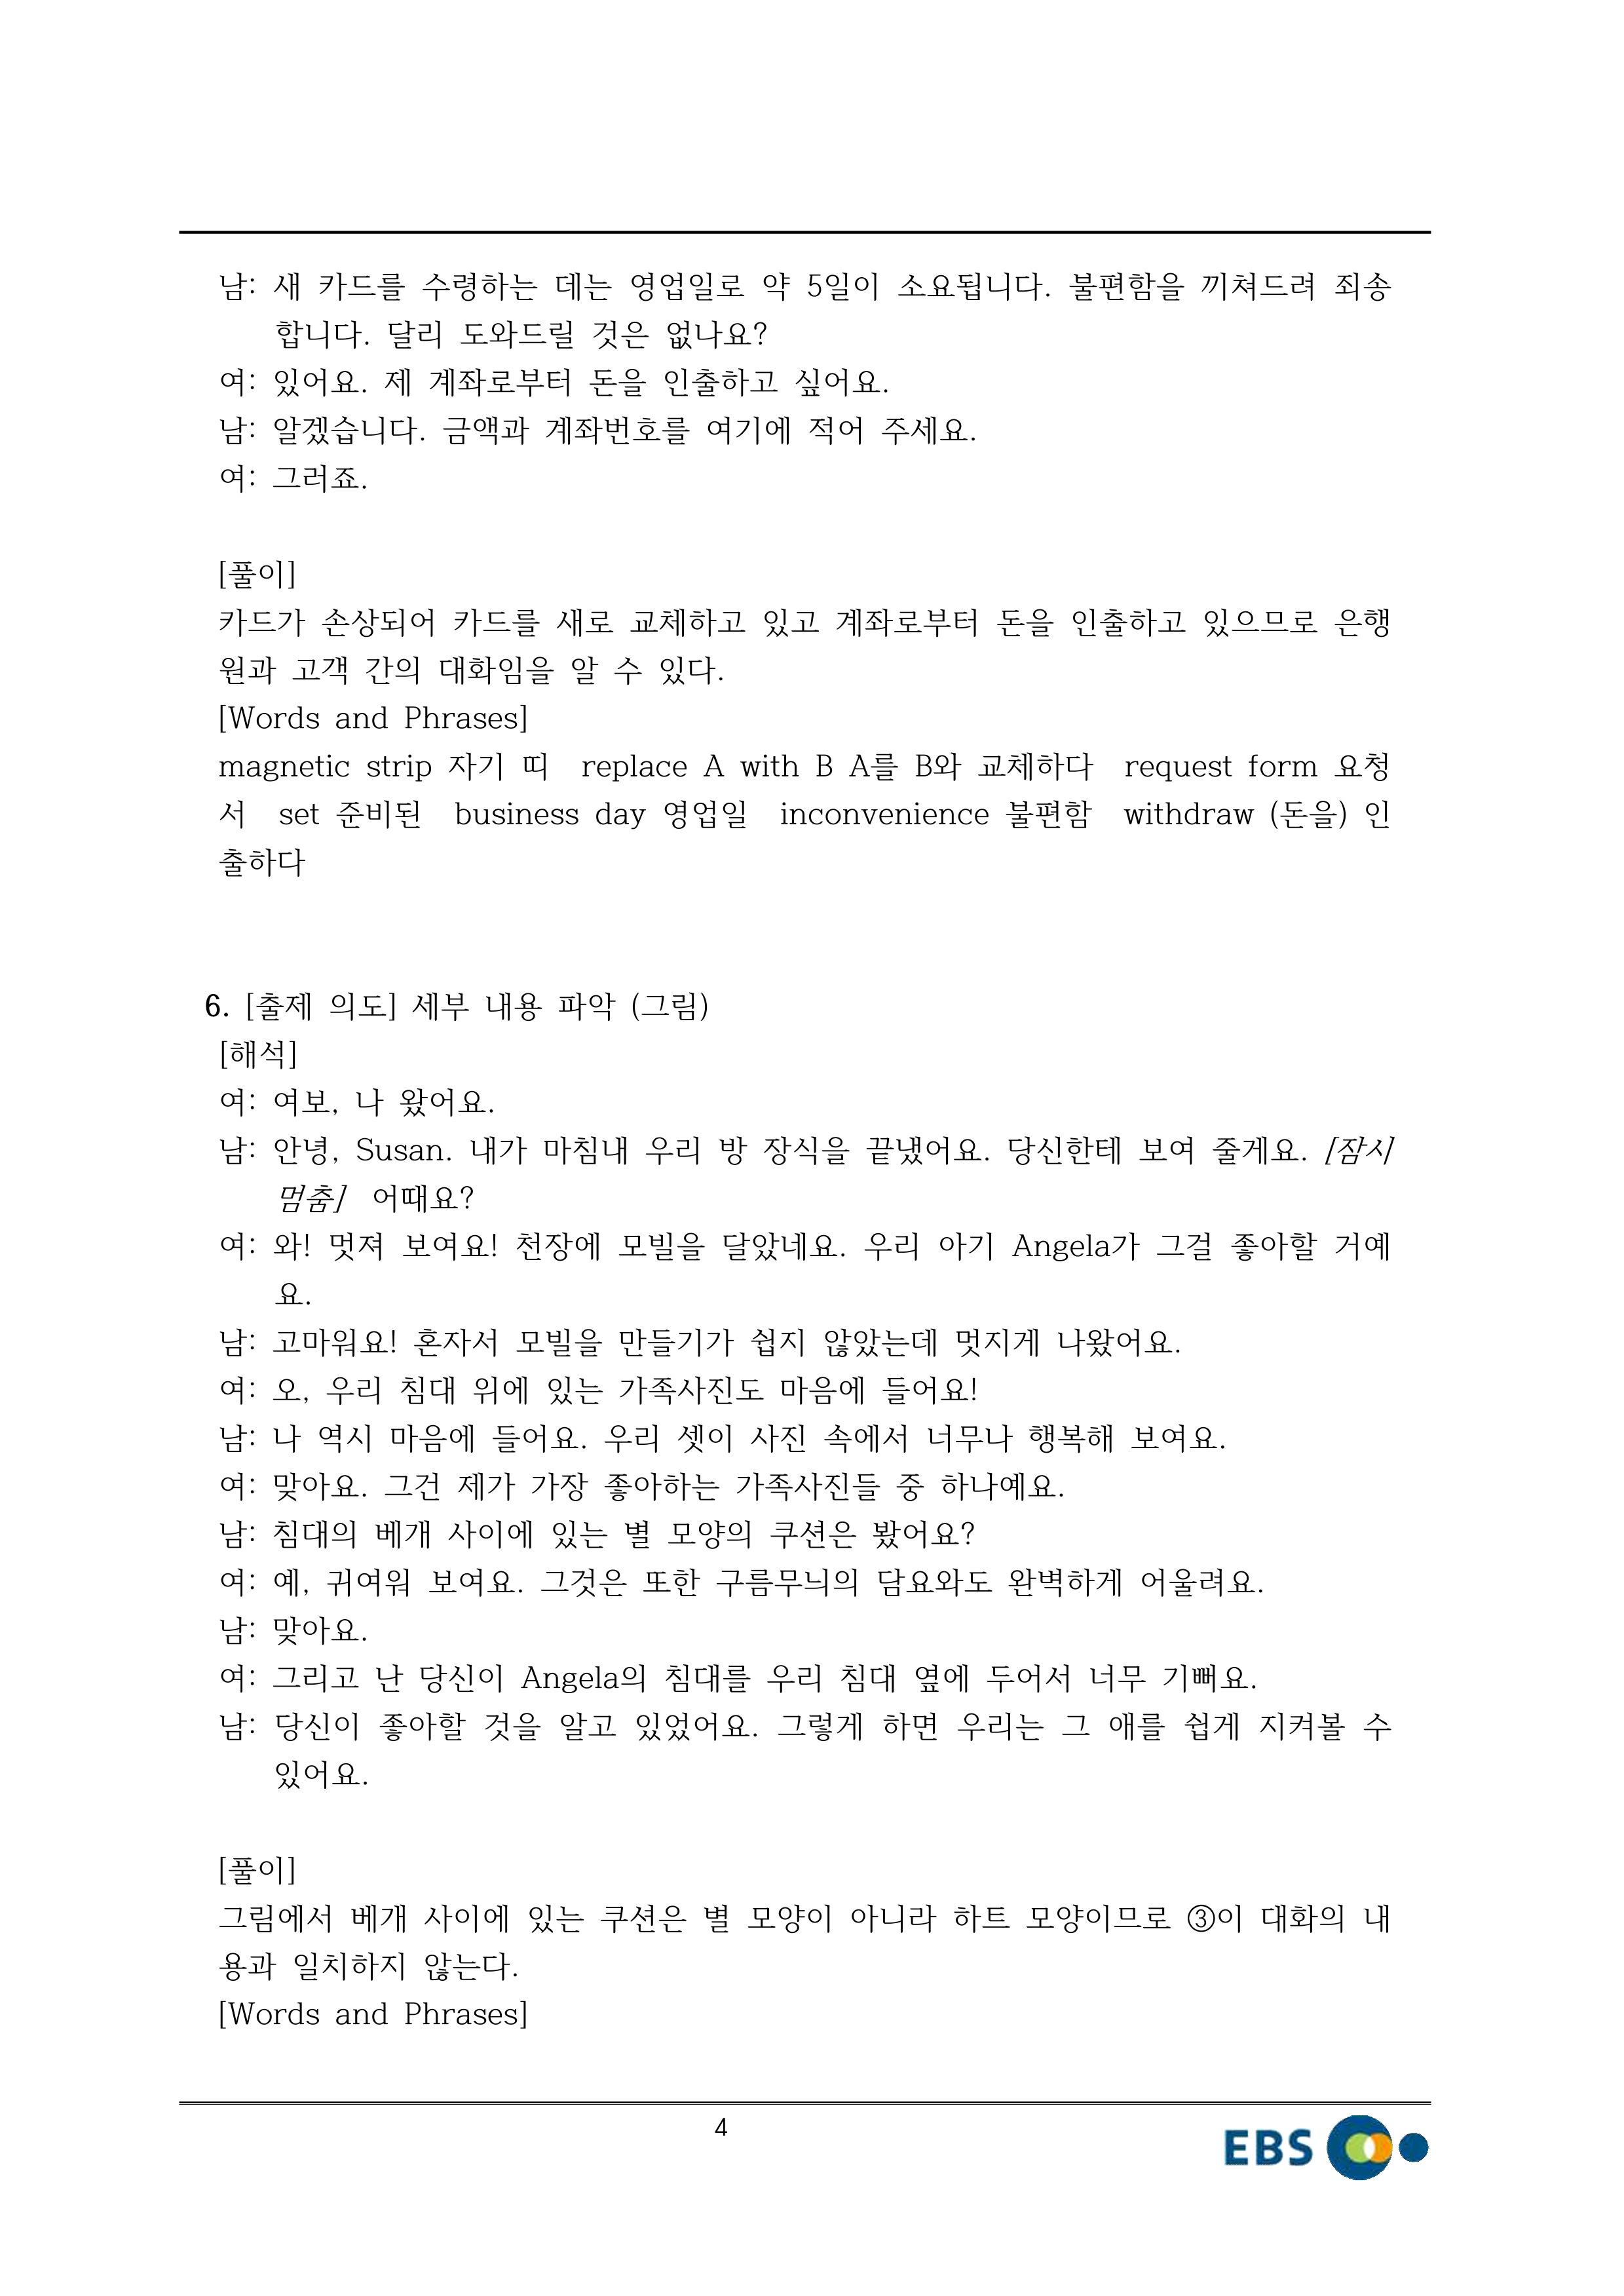 남: 새 카드를 수령하는 데는 영업일로 약 5일이 소요됩니다. 불편함을 끼쳐드려 죄송
합니다. 달리 도와드릴 것은 없나요?
여: 있어요. 제 계좌로부터 돈을 인출하고 싶어요.
남: 알겠습니다. 금액과 계좌번호를 여기에 적어 주세요.
여: 그러죠.
[풀이]
카드가 손상되어 카드를 새로 교체하고 있고 계좌로부터 돈을 인출하고 있으므로 은행
원과 고객 간의 대화임을 알 수 있다.
[Words and Phrases]
magnetic strip 자기 띠  replace A with B A를 B와 교체하다  request form 요청
서  set 준비된  business day 영업일  inconvenience 불편함  withdraw (돈을) 인
출하다
6. [출제 의도] 세부 내용 파악 (그림)
[해석]
여: 여보, 나 왔어요.
남: 안녕, Susan. 내가 마침내 우리 방 장식을 끝냈어요. 당신한테 보여 줄게요. [잠시
멈춤] 어때요?
여: 와! 멋져 보여요! 천장에 모빌을 달았네요. 우리 아기 Angela가 그걸 좋아할 거예
요.
남: 고마워요! 혼자서 모빌을 만들기가 쉽지 않았는데 멋지게 나왔어요.
여: 오, 우리 침대 위에 있는 가족사진도 마음에 들어요!
남: 나 역시 마음에 들어요. 우리 셋이 사진 속에서 너무나 행복해 보여요.
여: 맞아요. 그건 제가 가장 좋아하는 가족사진들 중 하나예요.
남: 침대의 베개 사이에 있는 별 모양의 쿠션은 봤어요?
여: 예, 귀여워 보여요. 그것은 또한 구름무늬의 담요와도 완벽하게 어울려요.
남: 맞아요.
여: 그리고 난 당신이 Angela의 침대를 우리 침대 옆에 두어서 너무 기뻐요.
남: 당신이 좋아할 것을 알고 있었어요. 그렇게 하면 우리는 그 애를 쉽게 지켜볼 수
있어요.
[풀이]
그림에서 베개 사이에 있는 쿠션은 별 모양이 아니라 하트 모양이므로 ③이 대화의 내
용과 일치하지 않는다.
[Words and Phrases]
4
EBS